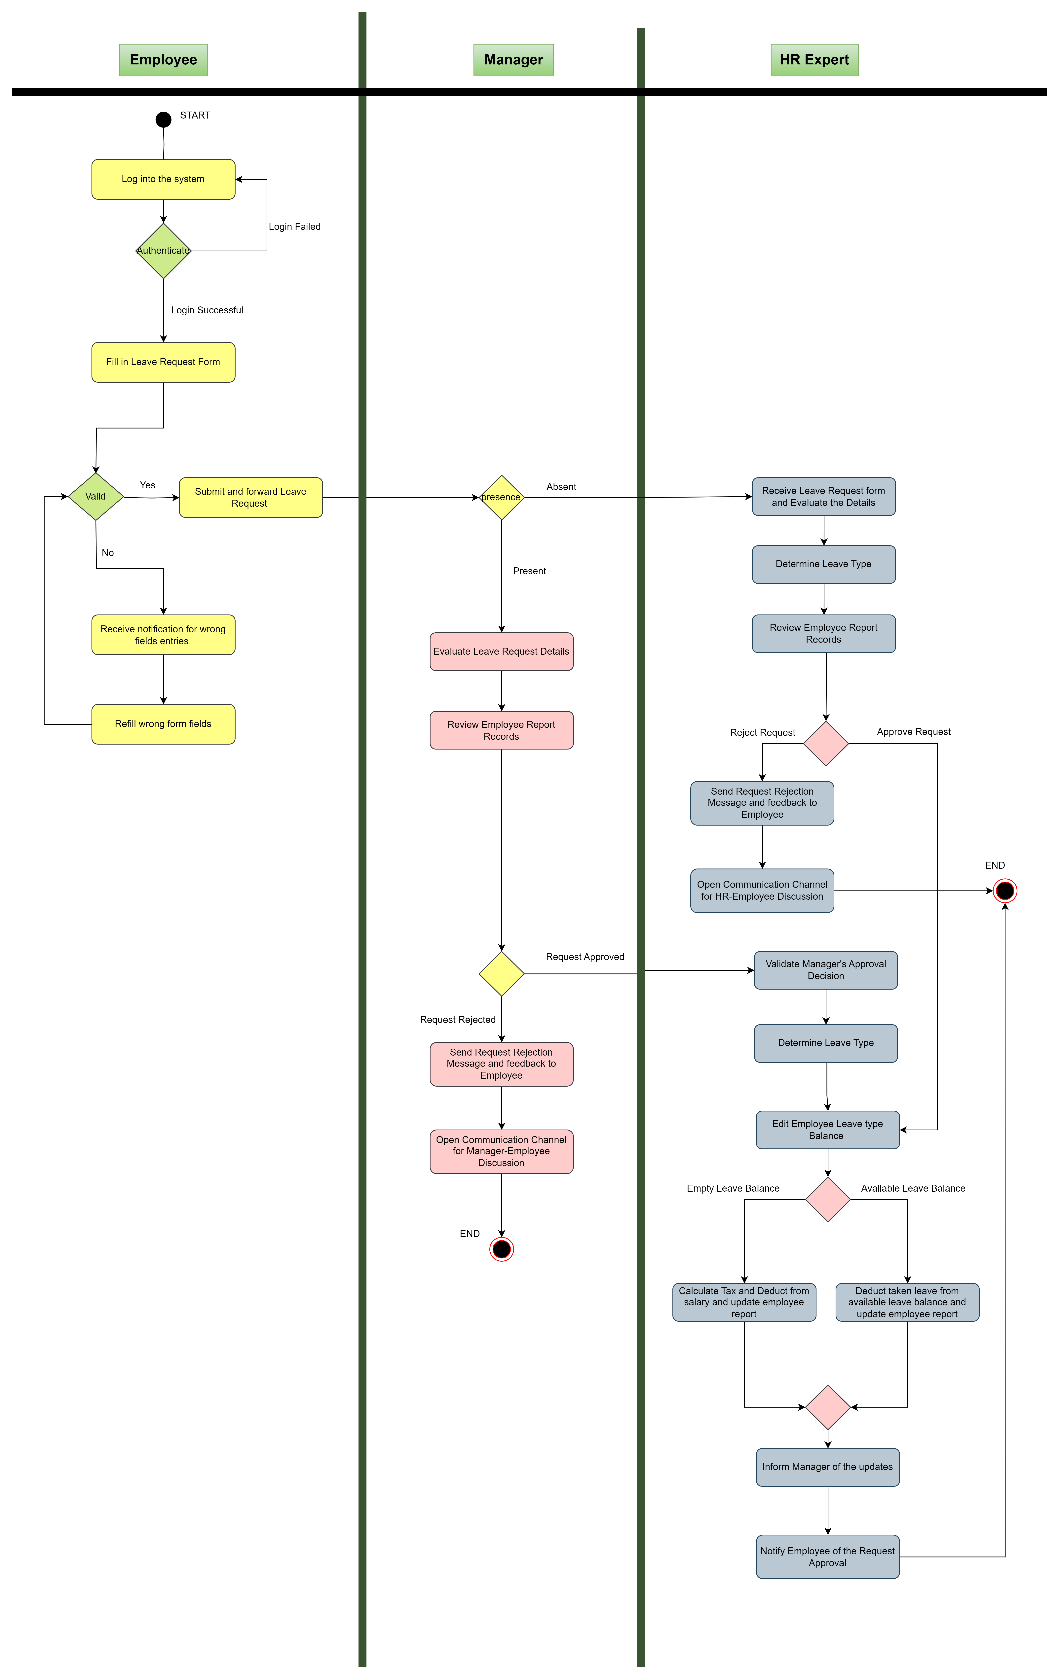 Employee
Manager
HR Expert
START
Log into the system
Login Failed
Authenticate
Login Successful
Fill in Leave Request Form
Valid
Yes
Submit and forward Leave
Request
presence
Absent
Receive Leave Request form
and Evaluate the Details
No
Present
Determine Leave Type
Receive notification for wrong
fields entries
Review Employee Report
Records
Evaluate Leave Request Details
Refill wrong form fields
Review Employee Report
Records
Reject Request
Approve Request
Send Request Rejection
Message and feedback to
Employee
END
Open Communication Channel
for HR-Employee Discussion
Request Approved
Validate Manager's Approval
Decision
Request Rejected
Determine Leave Type
Send Request Rejection
Message and feedback to
Employee
Edit Employee Leave type
Balance
Open Communication Channel
for Manager-Employee
Discussion
Empty Leave Balance
Available Leave Balance
END
Calculate Tax and Deduct from
salary and update employee
report
Deduct taken leave from
available leave balance and
update employee report
Inform Manager of the updates
Notify Employee of the Request
Approval